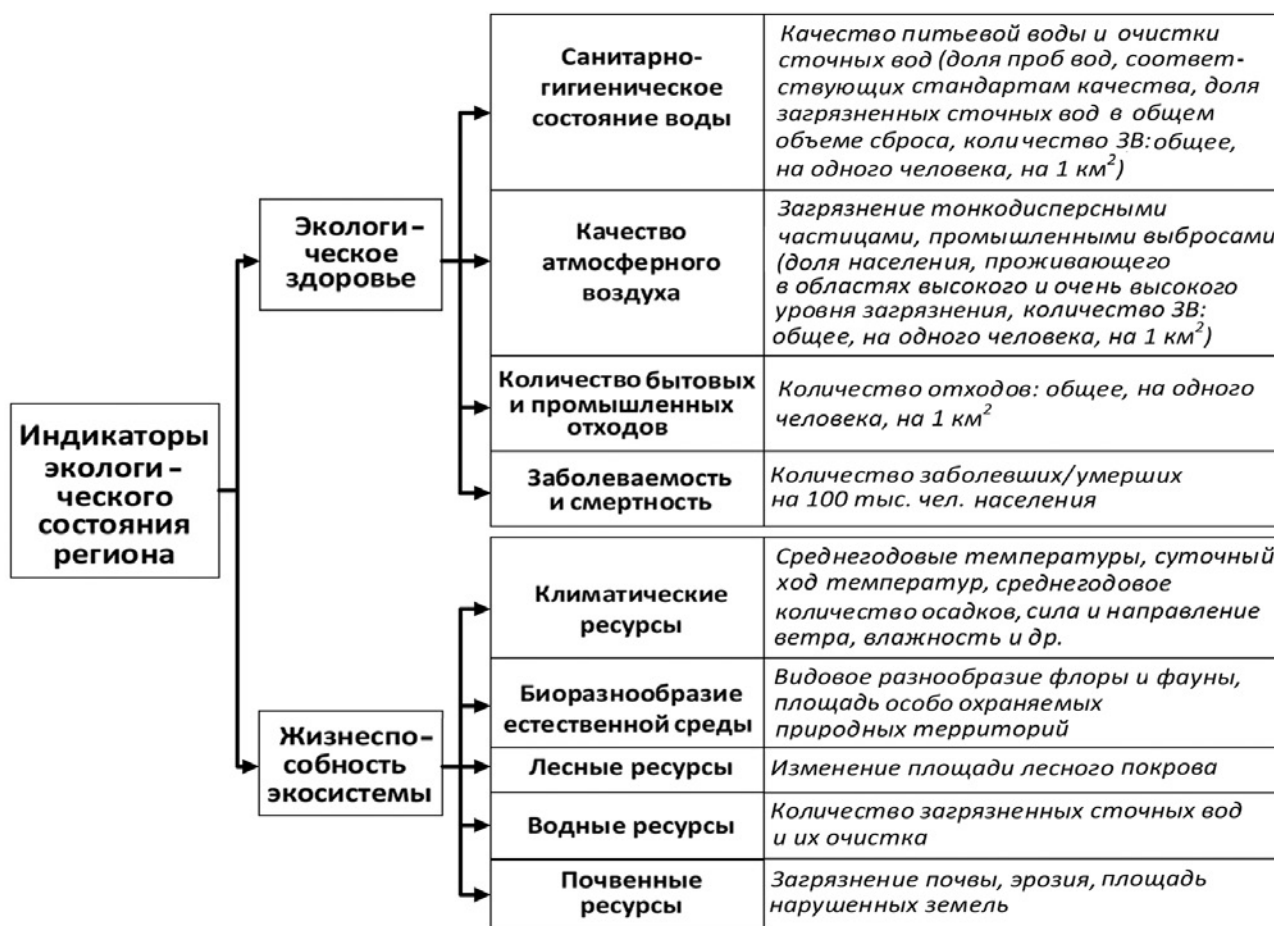 Индикаторы
экологи-
ческого
состояния
региона
Экологи-
ческое
здоровье
Санитарно-
гигиеническое
состояние воды
Качество питьевой воды и очистки
сточных вод (доля проб вод, соответ-
ствующих стандартам качества, доля
загрязненных сточных вод в общем
объеме сброса, количество ЗВ: общее,
на одного человека, на 1 км²)
Качество
атмосферного
воздуха
Загрязнение тонкодисперсными
частицами, промышленными выбросами
(доля населения, проживающего
в областях высокого и очень высокого
уровня загрязнения, количество ЗВ:
общее, на одного человека, на 1 км²)
Количество бытовых
и промышленных
отходов
Количество отходов: общее, на одного
человека, на 1 км²
Заболеваемость
и смертность
Количество заболевших/умерших
на 100 тыс. чел. населения
Жизнеспо-
собность
экосистемы
Климатические
ресурсы
Среднегодовые температуры, суточный
ход температур, среднегодовое
количество осадков, сила и направление
ветра, влажность и др.
Биоразнообразие
естественной среды
Видовое разнообразие флоры и фауны,
площадь особо охраняемых
природных территорий
Лесные ресурсы
Изменение площади лесного покрова
Водные ресурсы
Количество загрязненных сточных вод
и их очистка
Почвенные
ресурсы
Загрязнение почвы, эрозия, площадь
нарушенных земель